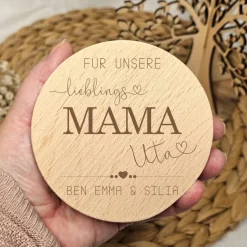 FÜR UNSERE
lieblings
MAMA
Uta
BEN EMMA & SILIA